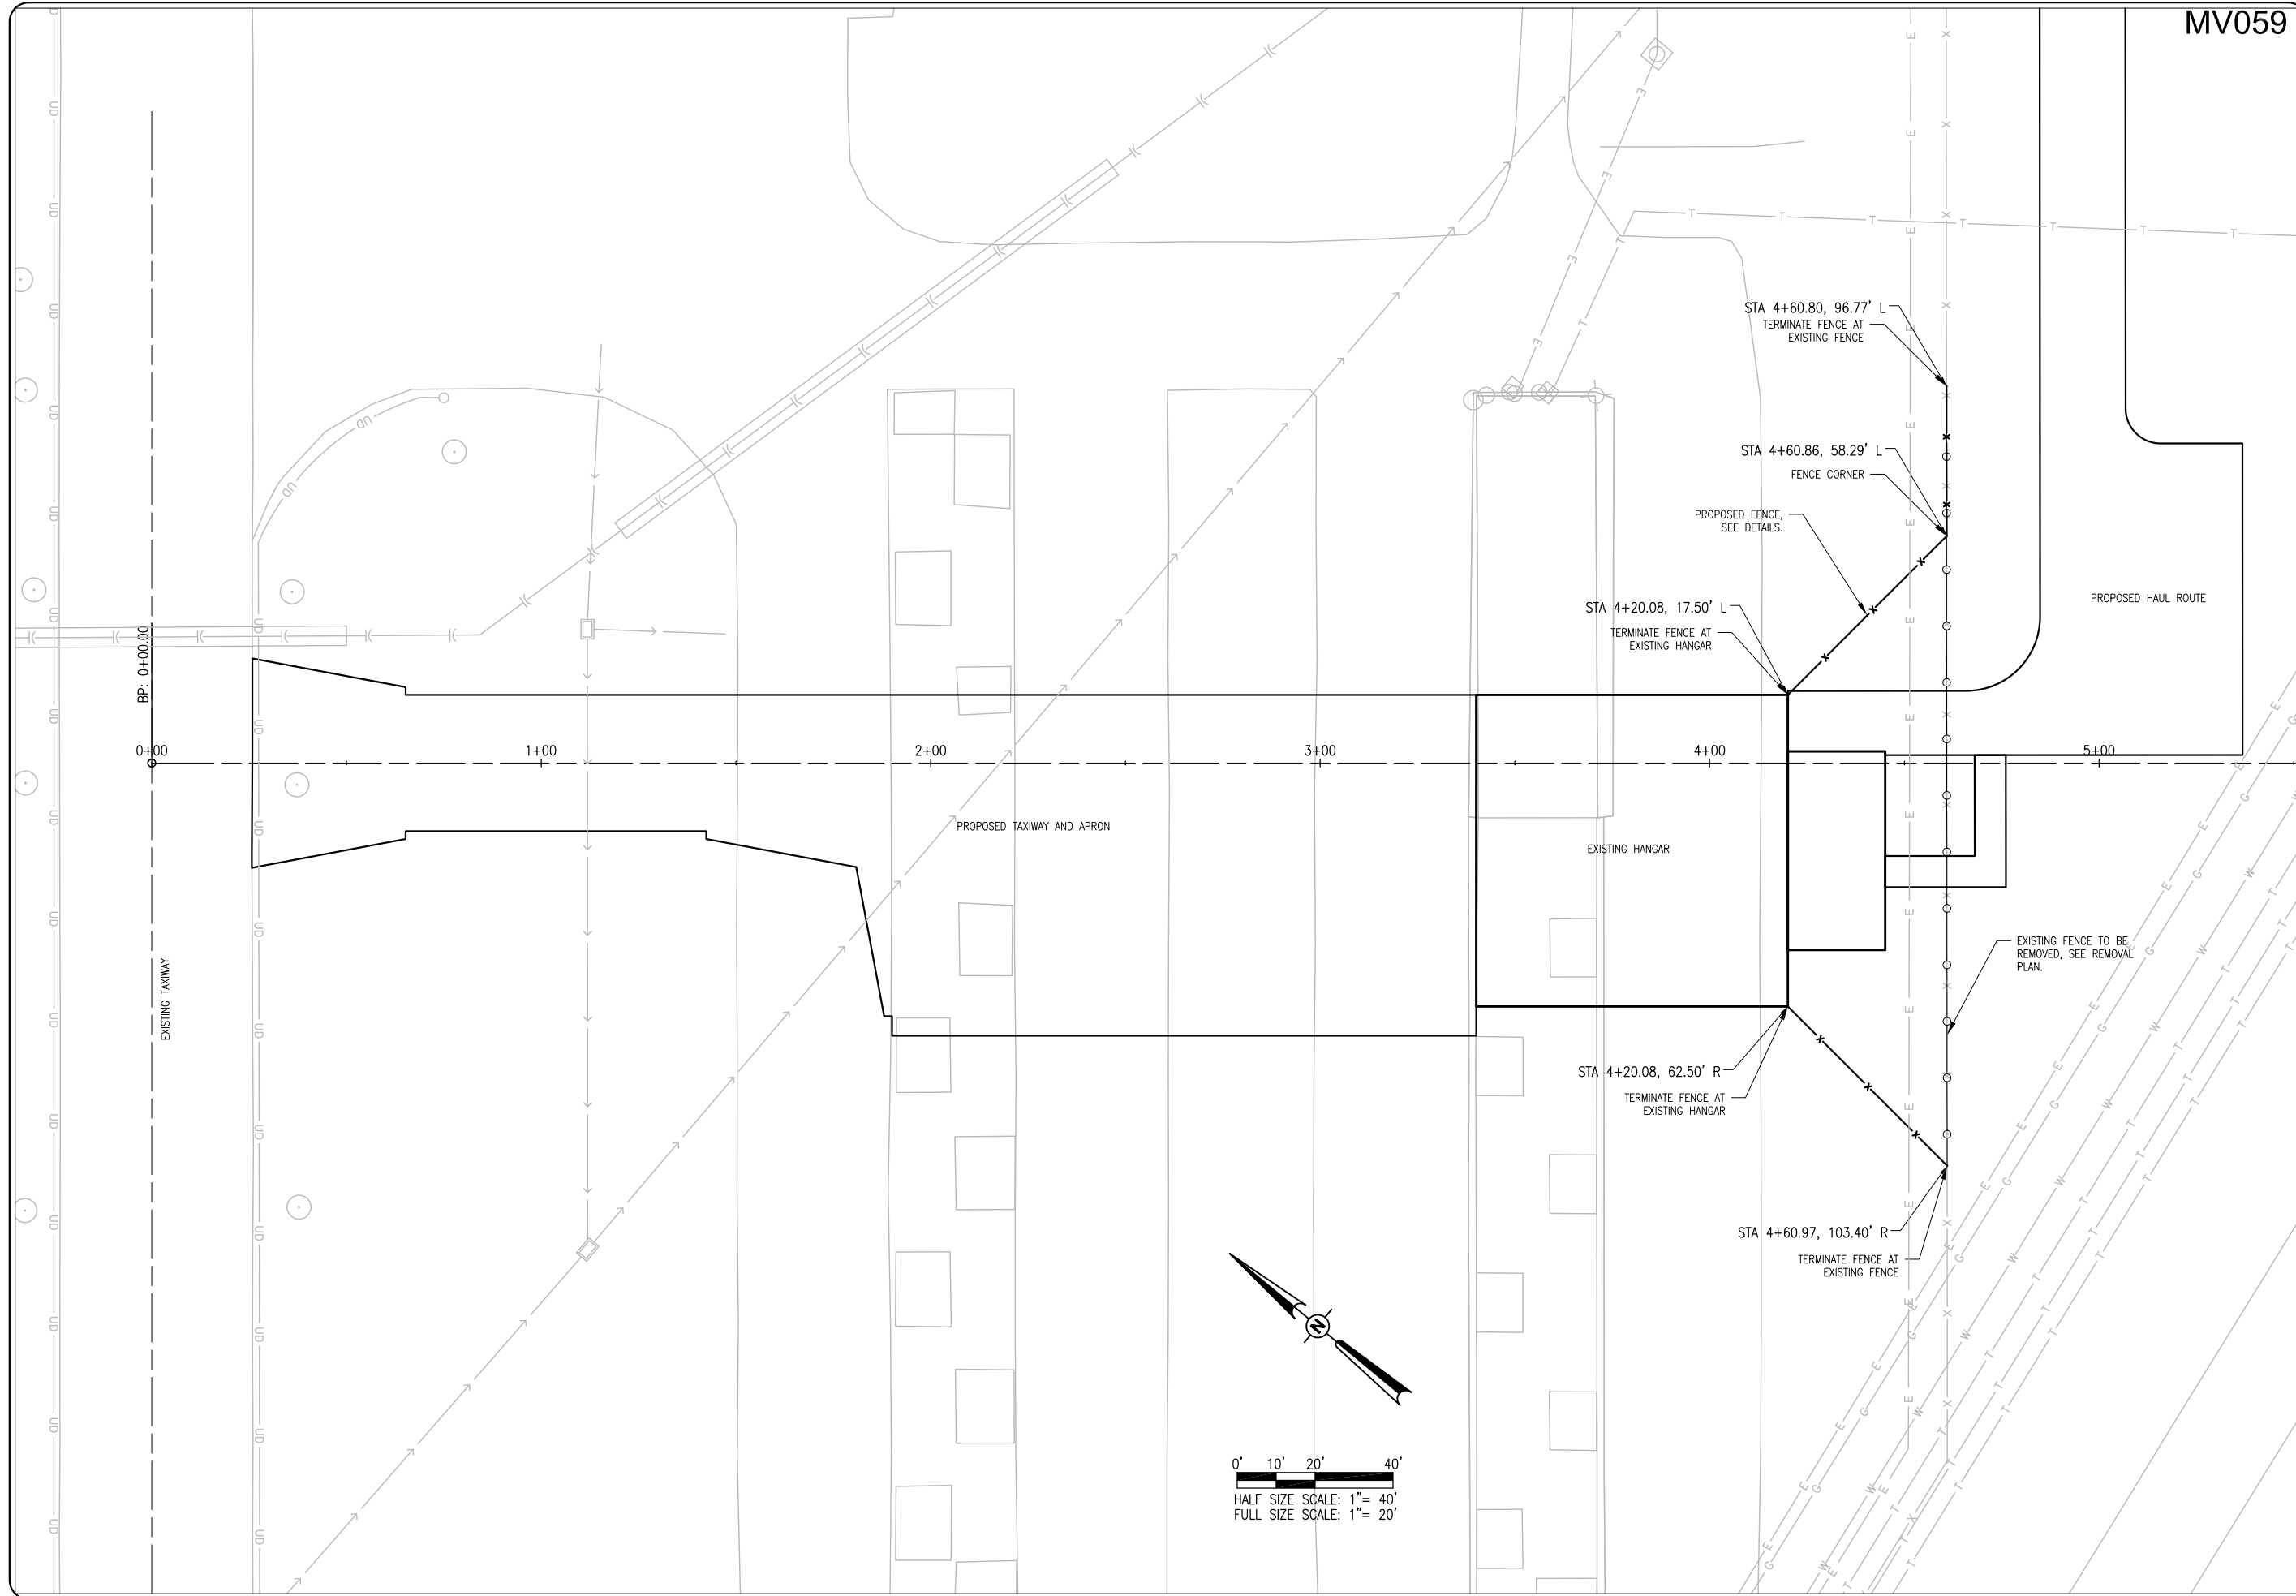 MV059
STA 4+60.80, 96.77' L
TERMINATE FENCE AT
EXISTING FENCE
STA 4+60.86, 58.29' L
FENCE CORNER
PROPOSED FENCE,
SEE DETAILS.
PROPOSED HAUL ROUTE
STA 4+20.08, 17.50' L
TERMINATE FENCE AT
EXISTING HANGAR
BP: 0+00.00
0+00
1+00
2+00
3+00
4+00
5+00
PROPOSED TAXIWAY AND APRON
EXISTING HANGAR
EXISTING TAXIWAY
EXISTING FENCE TO BE
REMOVED, SEE REMOVAL
PLAN.
STA 4+20.08, 62.50' R
TERMINATE FENCE AT
EXISTING HANGAR
STA 4+60.97, 103.40' R
TERMINATE FENCE AT
EXISTING FENCE
N
0' 10' 20' 40'
HALF SIZE SCALE: 1"= 40'
FULL SIZE SCALE: 1"= 20'